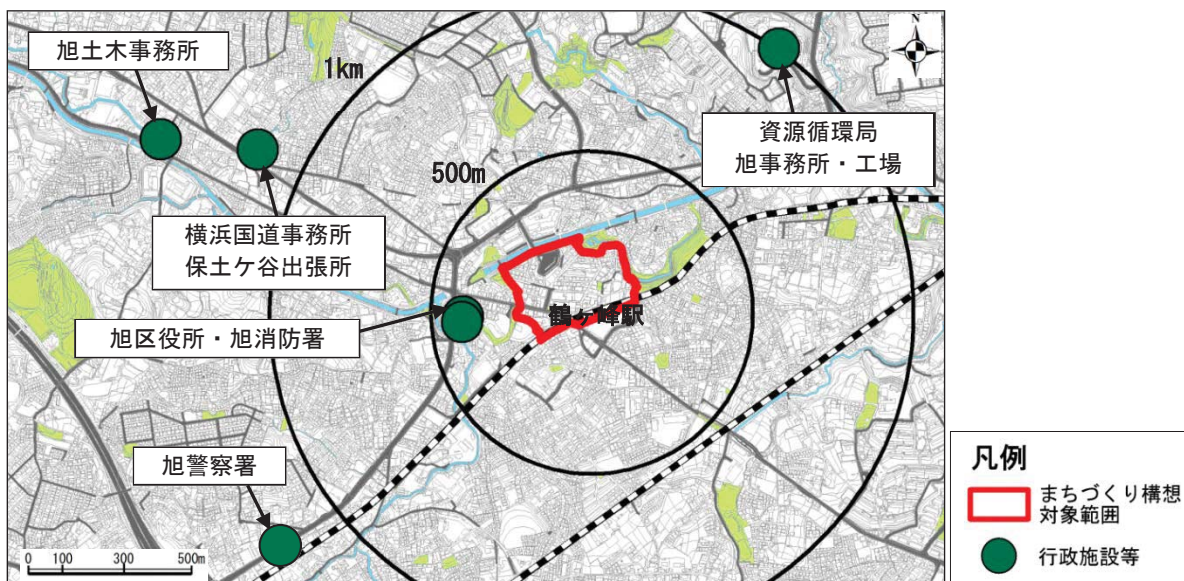 旭土木事務所
1km
N
資源循環局
旭事務所・工場
500m
横浜国道事務所
保土ケ谷出張所
鶴ヶ峰駅
旭区役所・旭消防署
旭警察署
0 100 300 500m
凡例
まちづくり構想
対象範囲
行政施設等